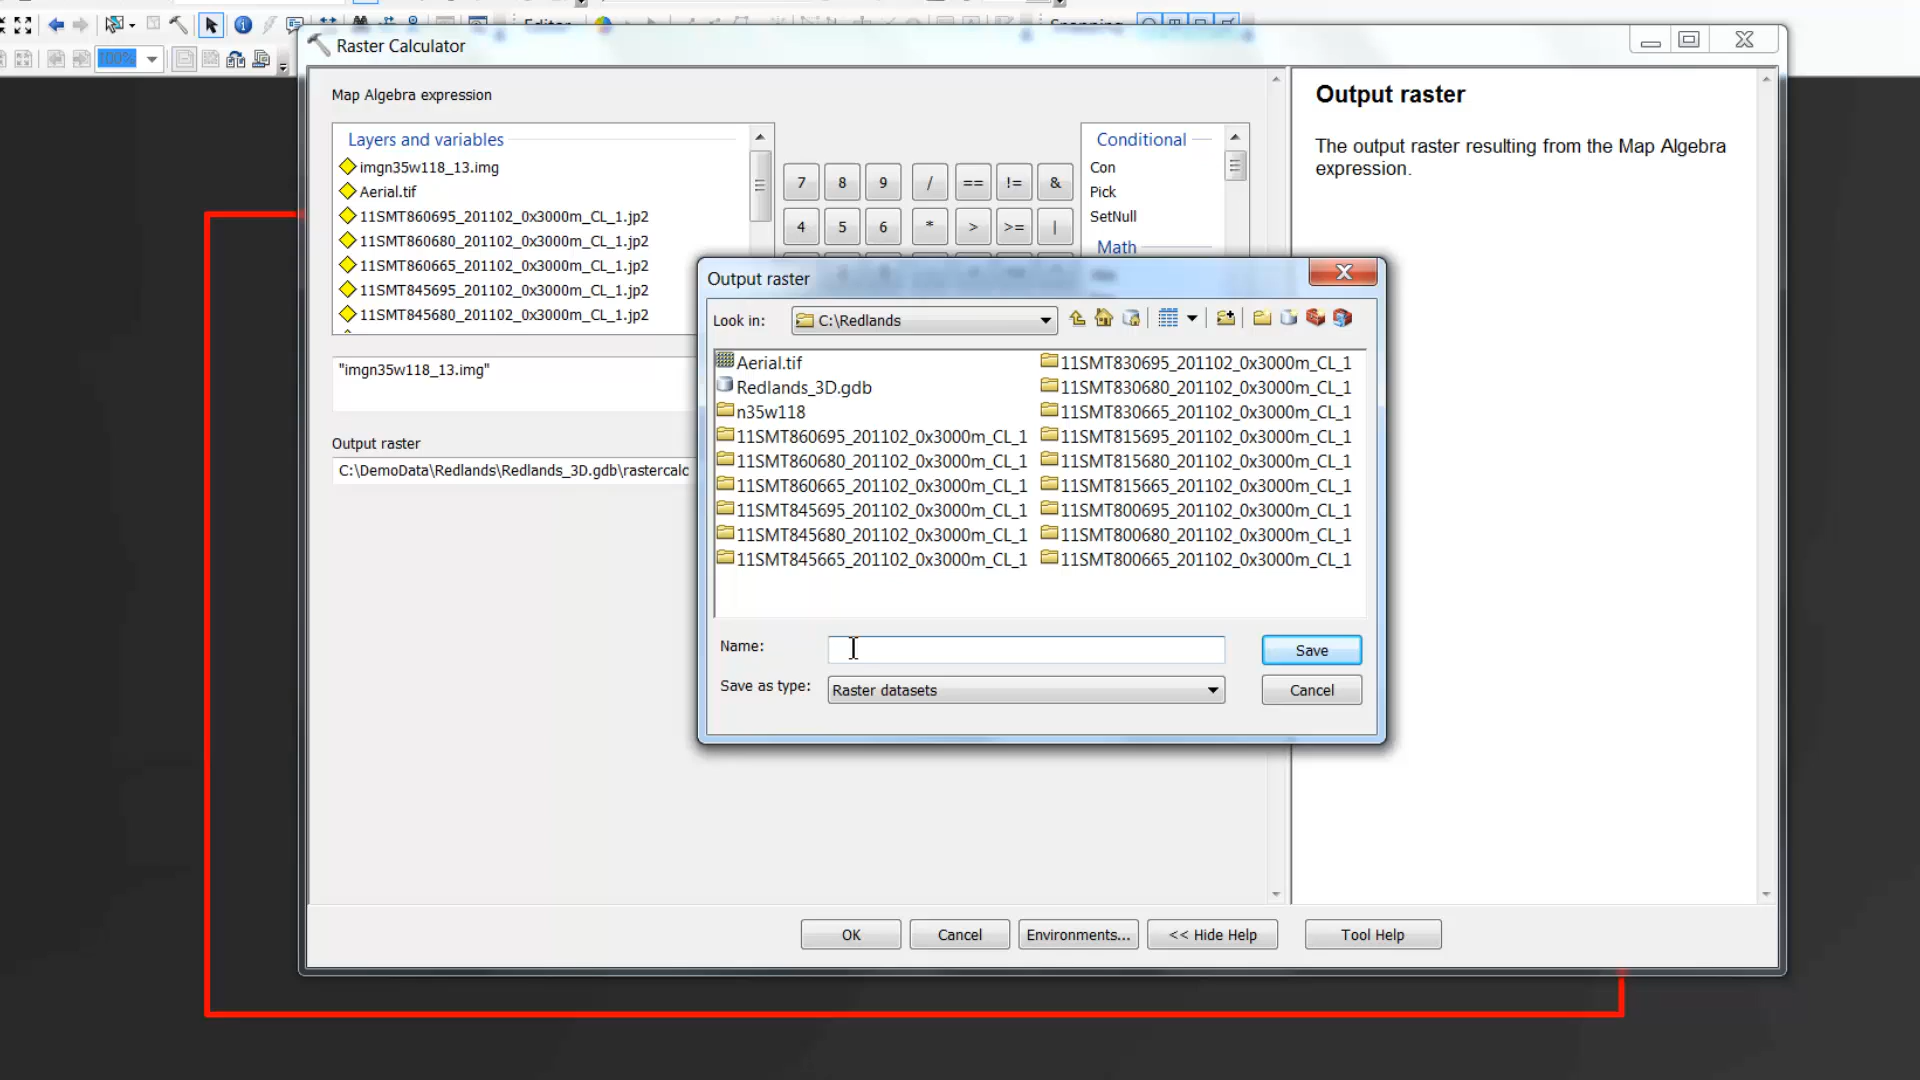 100%
Editor
Snapping
Raster Calculator
Map Algebra expression
Layers and variables
imgn35w118_13.img
Aerial.tif
11SMT860695_201102_0x3000m_CL_1.jp2
11SMT860680_201102_0x3000m_CL_1.jp2
11SMT860665_201102_0x3000m_CL_1.jp2
11SMT845695_201102_0x3000m_CL_1.jp2
11SMT845680_201102_0x3000m_CL_1.jp2
7 8 9 / == != &
4 5 6 * > >= |
Conditional
Con
Pick
SetNull
Math
"imgn35w118_13.img"
Output raster
C:\DemoData\Redlands\Redlands_3D.gdb\rastercalc
Output raster
Look in: C:\Redlands
Aerial.tif
Redlands_3D.gdb
n35w118
11SMT860695_201102_0x3000m_CL_1
11SMT860680_201102_0x3000m_CL_1
11SMT860665_201102_0x3000m_CL_1
11SMT845695_201102_0x3000m_CL_1
11SMT845680_201102_0x3000m_CL_1
11SMT845665_201102_0x3000m_CL_1
11SMT830695_201102_0x3000m_CL_1
11SMT830680_201102_0x3000m_CL_1
11SMT830665_201102_0x3000m_CL_1
11SMT815695_201102_0x3000m_CL_1
11SMT815680_201102_0x3000m_CL_1
11SMT815665_201102_0x3000m_CL_1
11SMT800695_201102_0x3000m_CL_1
11SMT800680_201102_0x3000m_CL_1
11SMT800665_201102_0x3000m_CL_1
Name:
Save
Save as type: Raster datasets
Cancel
OK
Cancel
Environments...
<< Hide Help
Tool Help
Output raster
The output raster resulting from the Map Algebra
expression.